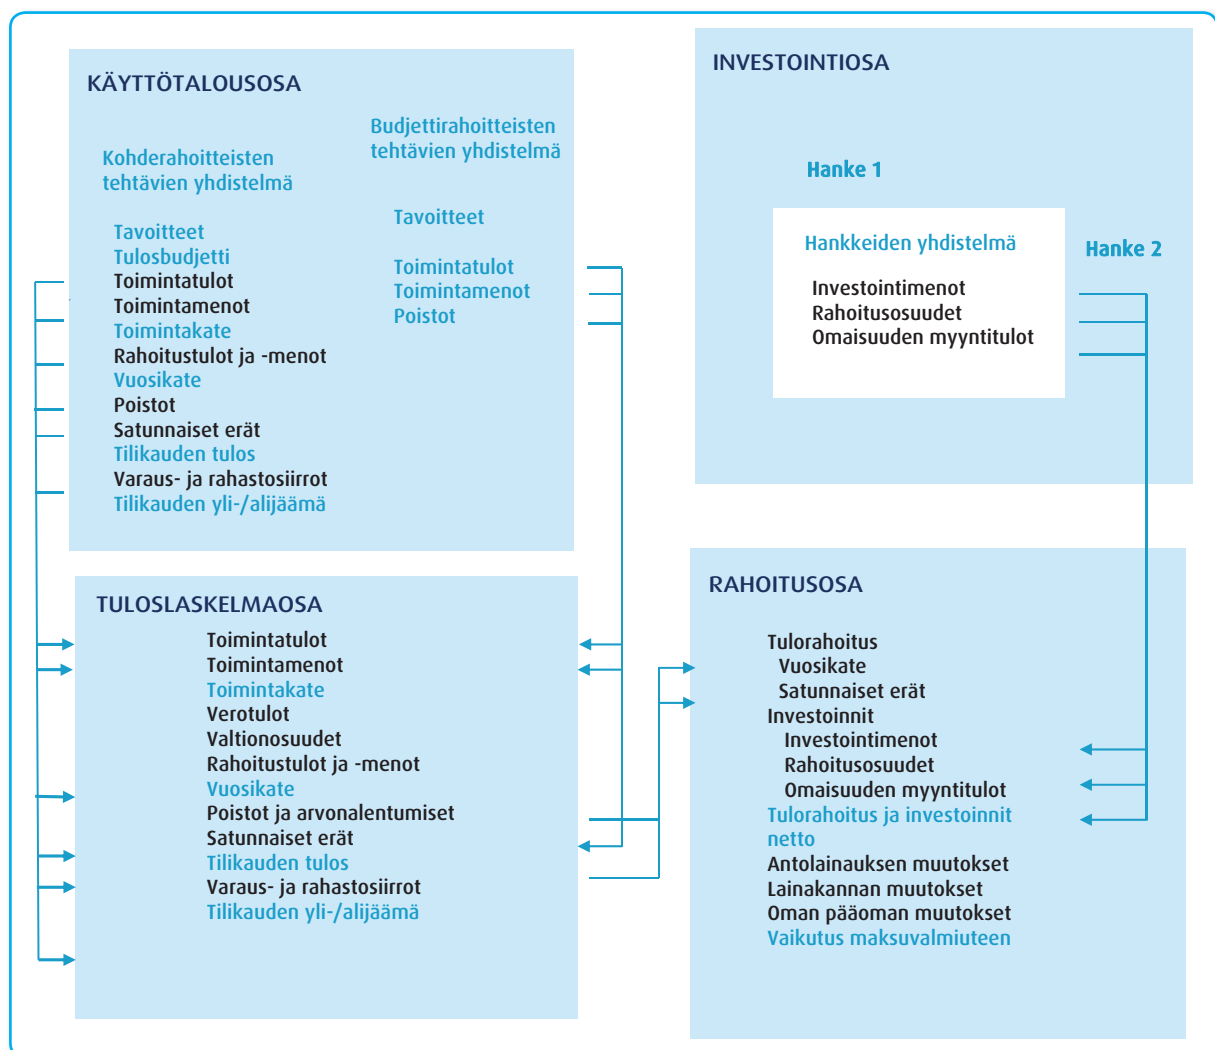 KÄYTTÖTALOUSOSA
Kohderahoitteisten
tehtävien yhdistelmä
Tavoitteet
Tulosbudjetti
Toimintatulot
Toimintamenot
Toimintakate
Rahoitustulot ja -menot
Vuosikate
Poistot
Satunnaiset erät
Tilikauden tulos
Varaus- ja rahastosiirrot
Tilikauden yli-/alijäämä
Budjettirahoitteisten
tehtävien yhdistelmä
Tavoitteet
Toimintatulot
Toimintamenot
Poistot
INVESTOINTIOSA
Hanke 1
Hankkeiden yhdistelmä
Investointimenot
Rahoitusosuudet
Omaisuuden myyntitulot
Hanke 2
TULOSLASKELMAOSA
Toimintatulot
Toimintamenot
Toimintakate
Verotulot
Valtionosuudet
Rahoitustulot ja -menot
Vuosikate
Poistot ja arvonalentumiset
Satunnaiset erät
Tilikauden tulos
Varaus- ja rahastosiirrot
Tilikauden yli-/alijäämä
RAHOITUSOSA
Tulorahoitus
Vuosikate
Satunnaiset erät
Investoinnit
Investointimenot
Rahoitusosuudet
Omaisuuden myyntitulot
Tulorahoitus ja investoinnit
netto
Antolainauksen muutokset
Lainakannan muutokset
Oman pääoman muutokset
Vaikutus maksuvalmiuteen